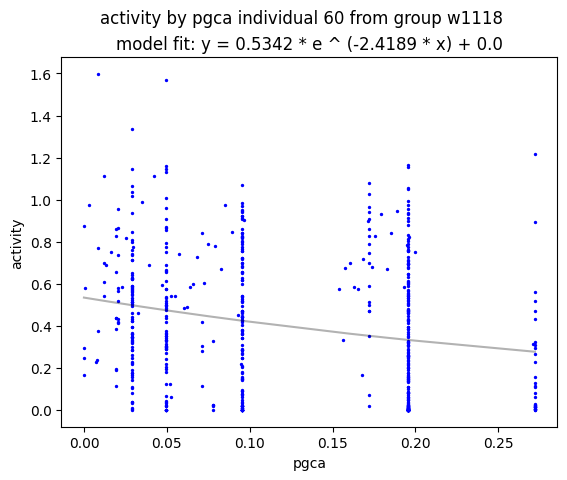 activity by pgca individual 60 from group w1118
model fit: y = 0.5342 * e ^ (-2.4189 * x) + 0.0
1.6
1.4
1.2
1.0
0.8
0.6
0.4
0.2
0.0
activity
0.00 0.05 0.10 0.15 0.20 0.25
pgca